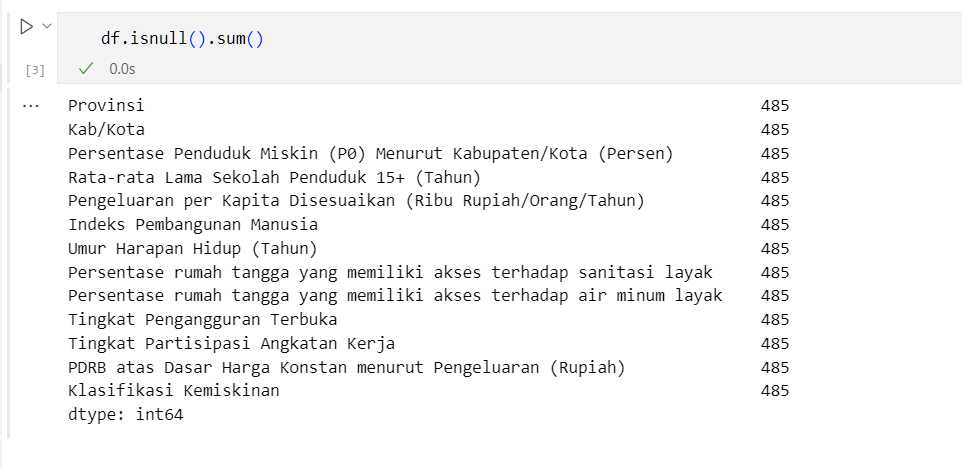 df.isnull().sum()
[3] 0.0s
Provinsi 485
Kab/Kota 485
Persentase Penduduk Miskin (P0) Menurut Kabupaten/Kota (Persen) 485
Rata-rata Lama Sekolah Penduduk 15+ (Tahun) 485
Pengeluaran per Kapita Disesuaikan (Ribu Rupiah/Orang/Tahun) 485
Indeks Pembangunan Manusia 485
Umur Harapan Hidup (Tahun) 485
Persentase rumah tangga yang memiliki akses terhadap sanitasi layak 485
Persentase rumah tangga yang memiliki akses terhadap air minum layak 485
Tingkat Pengangguran Terbuka 485
Tingkat Partisipasi Angkatan Kerja 485
PDRB atas Dasar Harga Konstan menurut Pengeluaran (Rupiah) 485
Klasifikasi Kemiskinan 485
dtype: int64